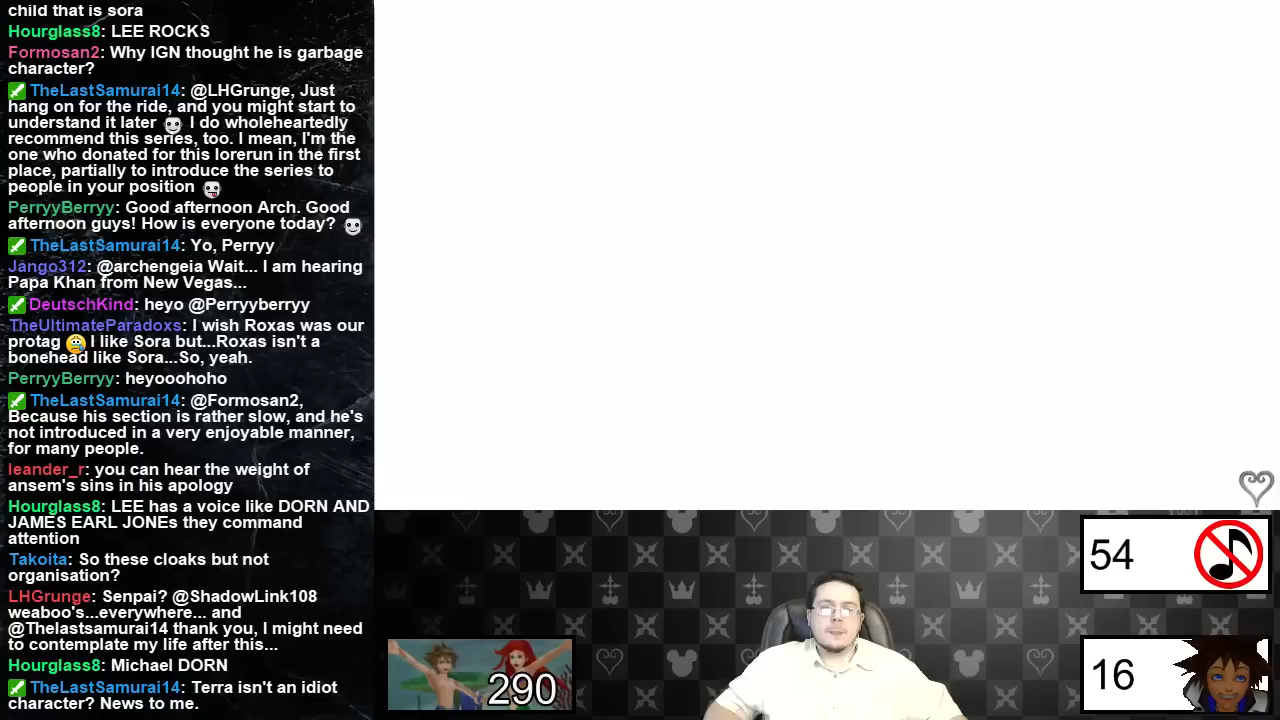 child that is sora
Hourglass8: LEE ROCKS
Formosan2: Why IGN thought he is garbage
character?
TheLastSamurai14: @LHGrunge, Just
hang on for the ride, and you might start to
understand it later I do wholeheartedly
recommend this series, too. I mean, I'm the
one who donated for this lorerun in the first
place, partially to introduce the series to
people in your position
PerryyBerryy: Good afternoon Arch. Good
afternoon guys! How is everyone today?
TheLastSamurai14: Yo, Perryy
Jango312: @archengeia Wait... I am hearing
Papa Khan from New Vegas...
DeutschKind: heyo @Perryyberryy
TheUltimateParadoxs: I wish Roxas was our
protag I like Sora but...Roxas isn't a
bonehead like Sora...So, yeah.
PerryyBerryy: heyooohoho
TheLastSamurai14: @Formosan2,
Because his section is rather slow, and he's
not introduced in a very enjoyable manner,
for many people.
leander_r: you can hear the weight of
ansem's sins in his apology
Hourglass8: LEE has a voice like DORN AND
JAMES EARL JONEs they command
attention
Takoita: So these cloaks but not
organisation?
LHGrunge: Senpai? @ShadowLink108
weaboo's...everywhere... and
@Thelastsamurai14 thank you, I might need
to contemplate my life after this...
Hourglass8: Michael DORN
TheLastSamurai14: Terra isn't an idiot
character? News to me.
54
290
16